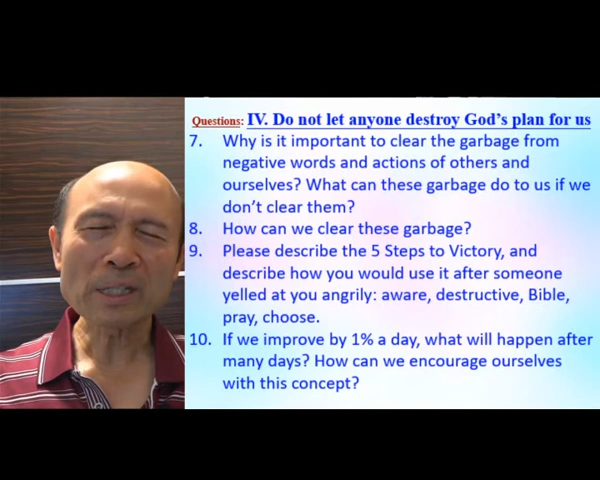 Questions: IV. Do not let anyone destroy God's plan for us
7. Why is it important to clear the garbage from
negative words and actions of others and
ourselves? What can these garbage do to us if we
don't clear them?
8. How can we clear these garbage?
9. Please describe the 5 Steps to Victory, and
describe how you would use it after someone
yelled at you angrily: aware, destructive, Bible,
pray, choose.
10. If we improve by 1% a day, what will happen after
many days? How can we encourage ourselves
with this concept?